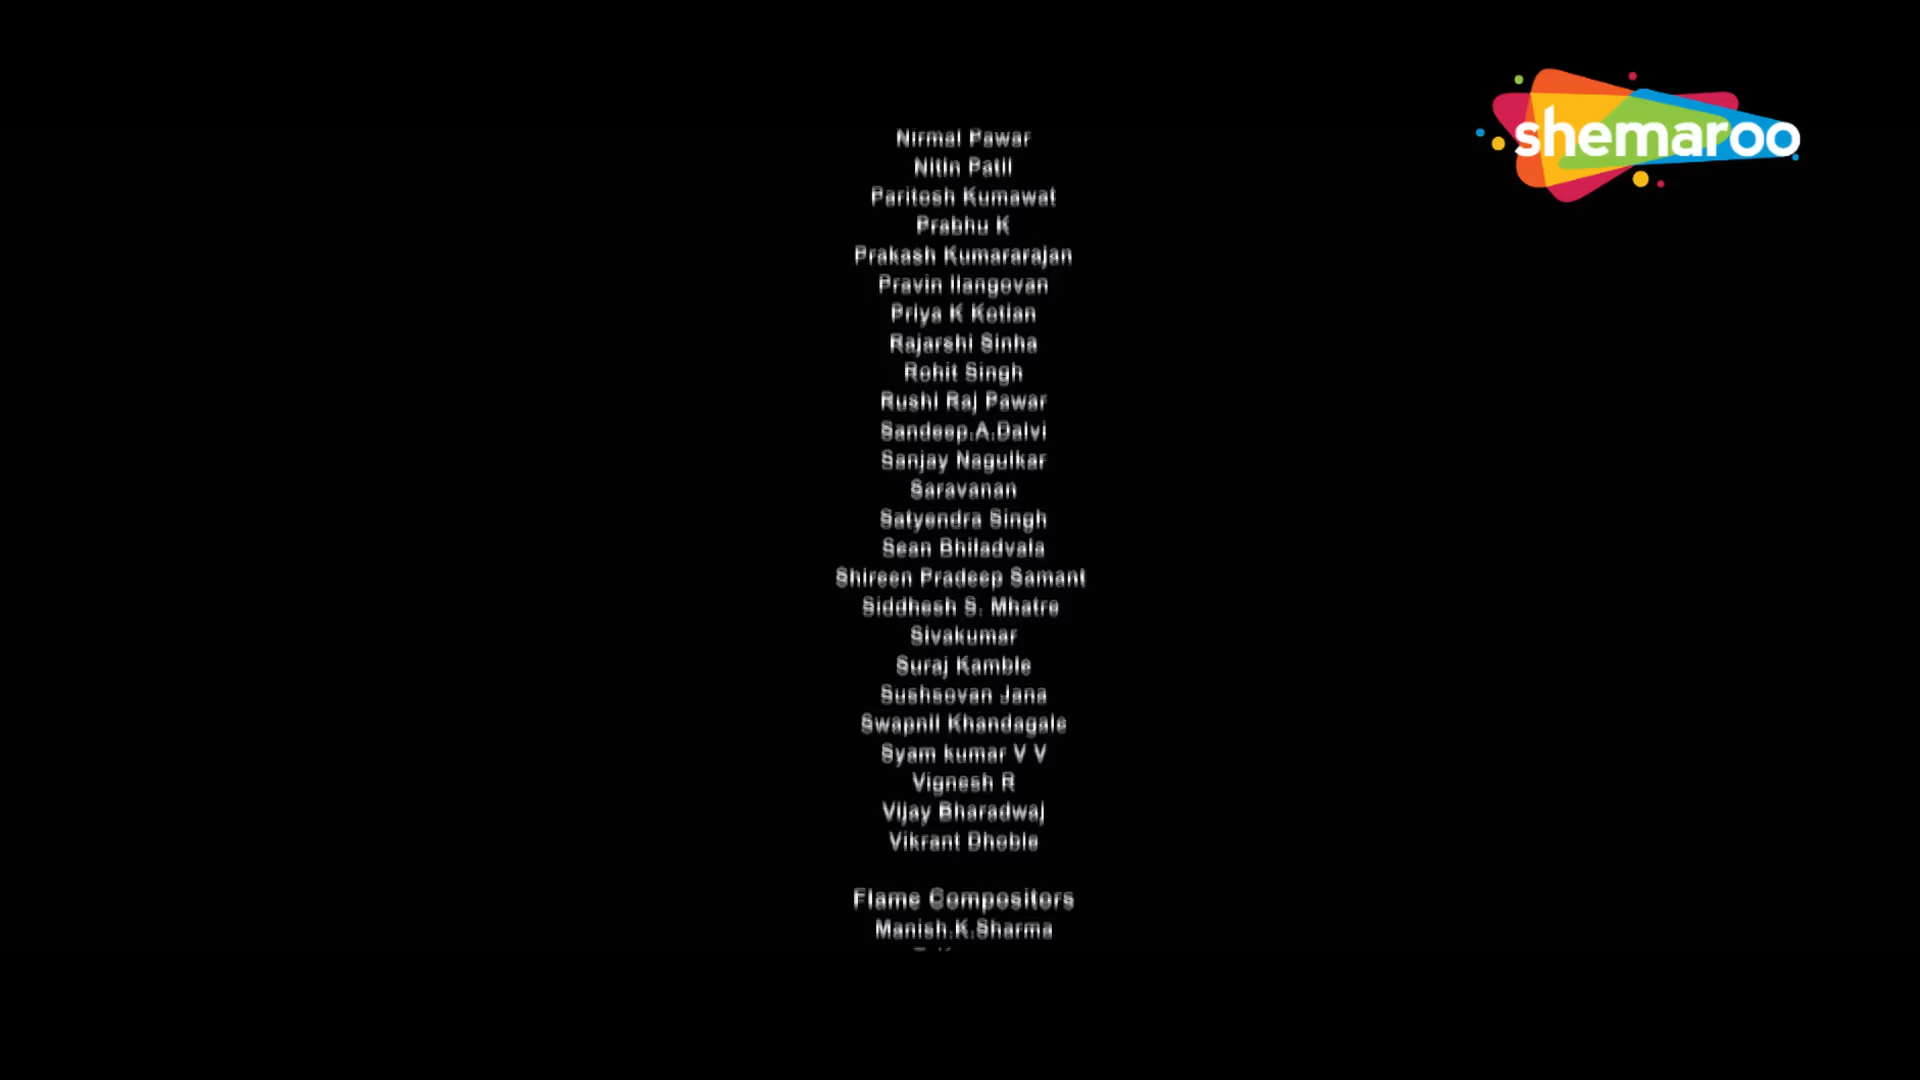 shemaroo
Nirmal Pawar
Nitin Patil
Paritosh Kumawat
Prabhu K
Prakash Kumararajan
Pravin Ilangovan
Priya K Kotian
Rajarshi Sinha
Rohit Singh
Rushi Raj Pawar
Sandeep.A.Dalvi
Sanjay Nagulkar
Saravanan
Satyendra Singh
Sean Bhiladvala
Shireen Pradeep Samant
Siddhesh S. Mhatre
Sivakumar
Suraj Kamble
Sushsovan Jana
Swapnil Khandagale
Syam kumar V V
Vignesh R
Vijay Bharadwaj
Vikrant Dhoble
Flame Compositors
Manish.K.Sharma